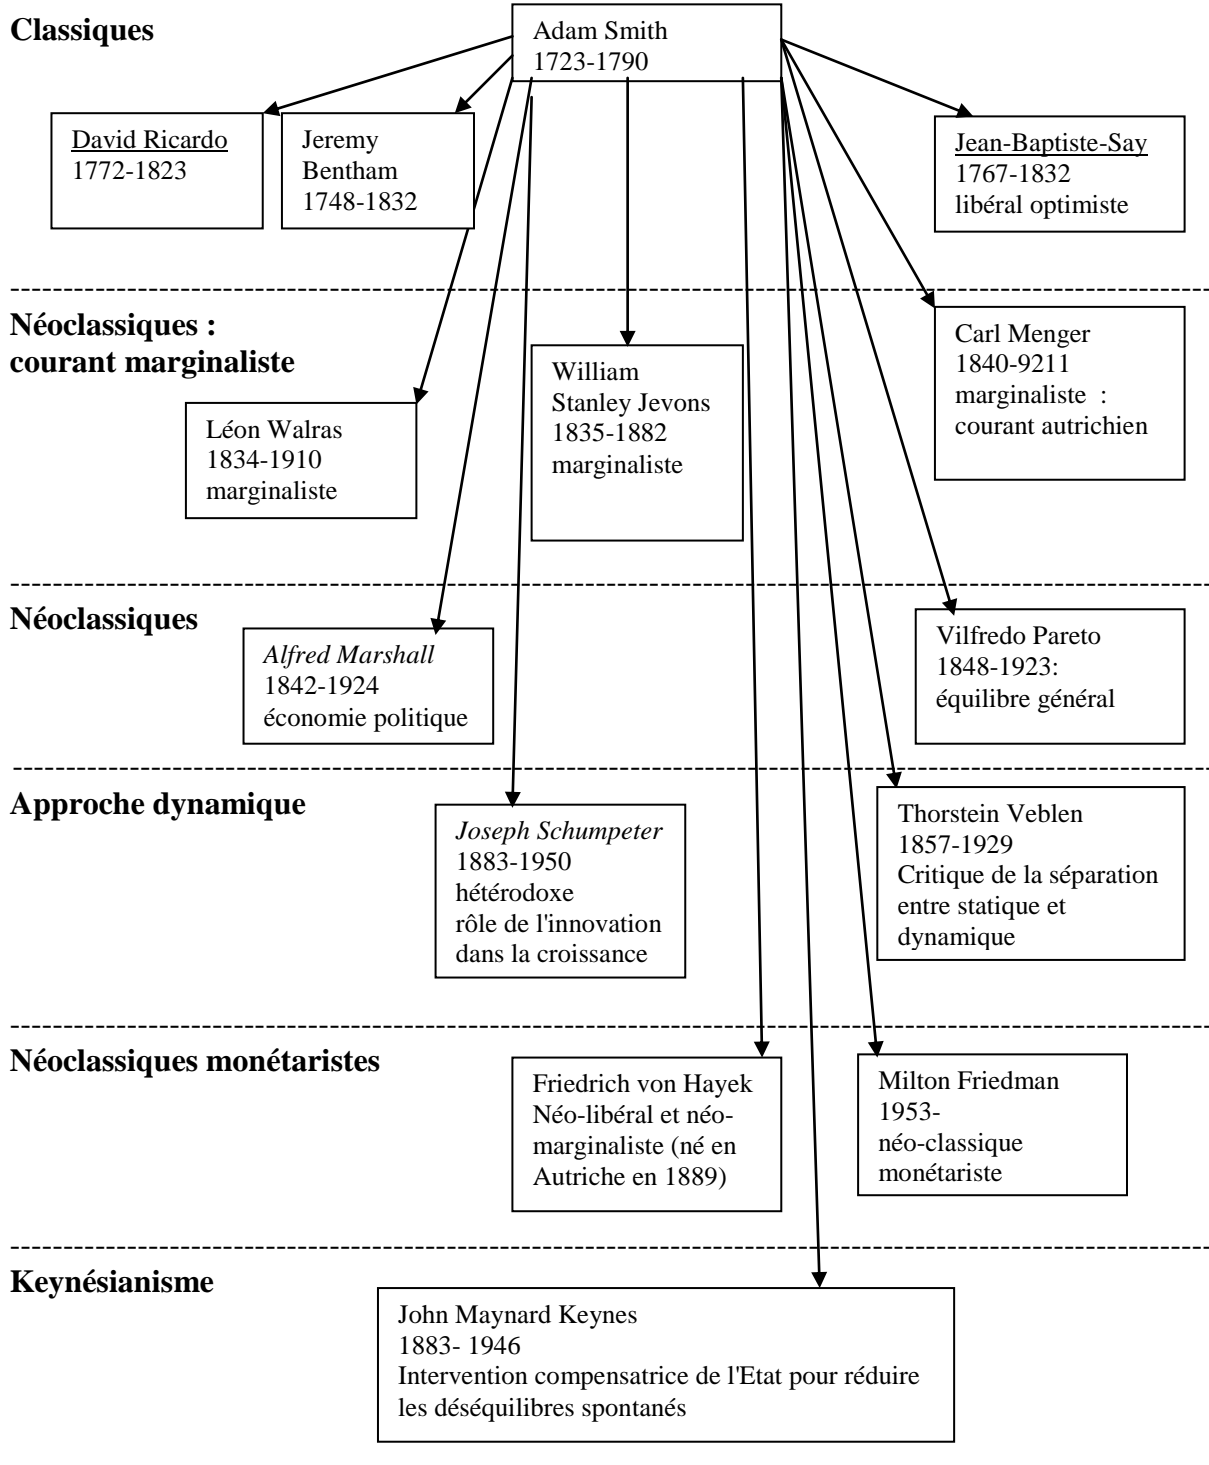 Classiques
Adam Smith
1723-1790
David Ricardo
1772-1823
Jeremy
Bentham
1748-1832
Jean-Baptiste-Say
1767-1832
libéral optimiste
Néoclassiques :
courant marginaliste
Carl Menger
1840-9211
marginaliste :
courant autrichien
William
Stanley Jevons
1835-1882
marginaliste
Léon Walras
1834-1910
marginaliste
Néoclassiques
Alfred Marshall
1842-1924
économie politique
Vilfredo Pareto
1848-1923:
équilibre général
Approche dynamique
Joseph Schumpeter
1883-1950
hétérodoxe
rôle de l'innovation
dans la croissance
Thorstein Veblen
1857-1929
Critique de la séparation
entre statique et
dynamique
Néoclassiques monétaristes
Friedrich von Hayek
Néo-libéral et néo-
marginaliste (né en
Autriche en 1889)
Milton Friedman
1953-
néo-classique
monétariste
Keynésianisme
John Maynard Keynes
1883- 1946
Intervention compensatrice de l'Etat pour réduire
les déséquilibres spontanés